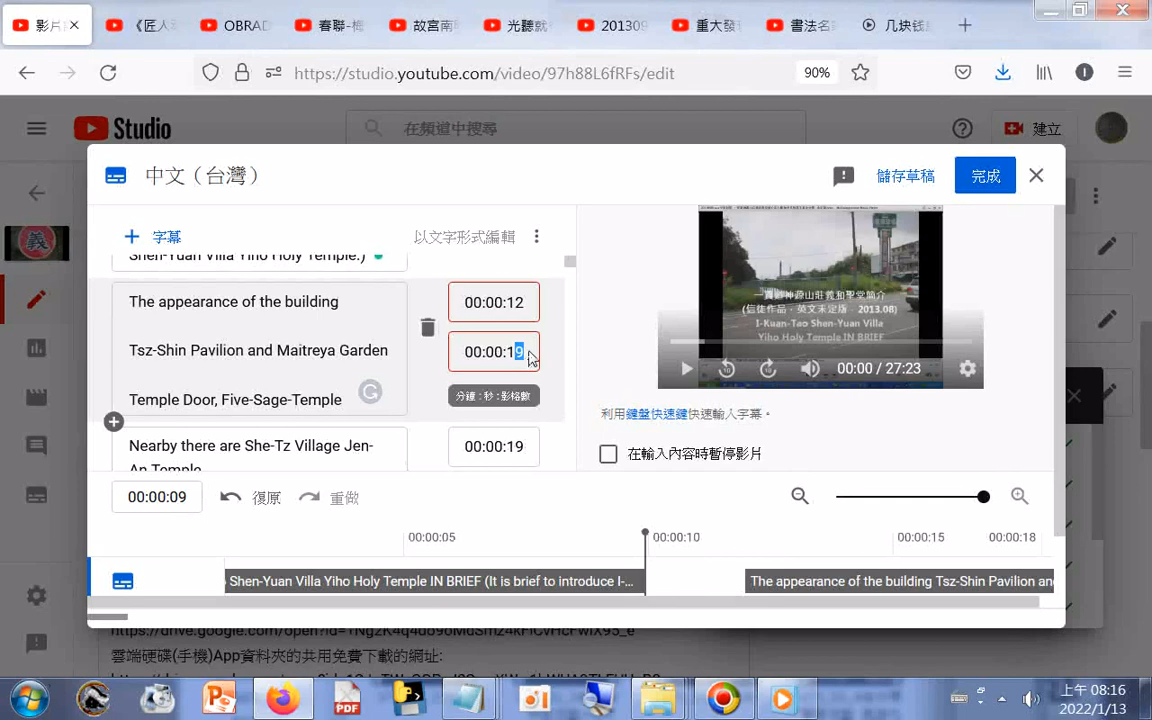 影片
《匠人
OBRAD
春聯-梅
故宮南
光聽就
201309
重大發
書法名
几块钱
https://studio.youtube.com/video/97h88L6fRFs/edit
90%
Studio
在頻道中搜尋
建立
中文（台灣）
儲存草稿
完成
字幕
以文字形式編輯
Shen-Yuan Villa Yiho Holy Temple.)
The appearance of the building
00:00:12
Tsz-Shin Pavilion and Maitreya Garden
00:00:19
Temple Door, Five-Sage-Temple
分鐘：秒：影格數
Nearby there are She-Tz Village Jen-
An Temple
00:00:19
一貫道神源山莊義和聖堂簡介
(信徒作品，英文未定版，2013.08)
I-Kuan-Tao Shen-Yuan Villa
Yiho Holy Temple IN BRIEF
00:00 / 27:23
利用鍵盤快速鍵快速輸入字幕。
在輸入內容時暫停影片
00:00:09
復原
重做
00:00:05
00:00:10
00:00:15
00:00:18
Shen-Yuan Villa Yiho Holy Temple IN BRIEF (It is brief to introduce I-...
The appearance of the building Tsz-Shin Pavilion an
雲端硬碟(手機)App資料夾的共用免費下載的網址:
上午 08:16
2022/1/13